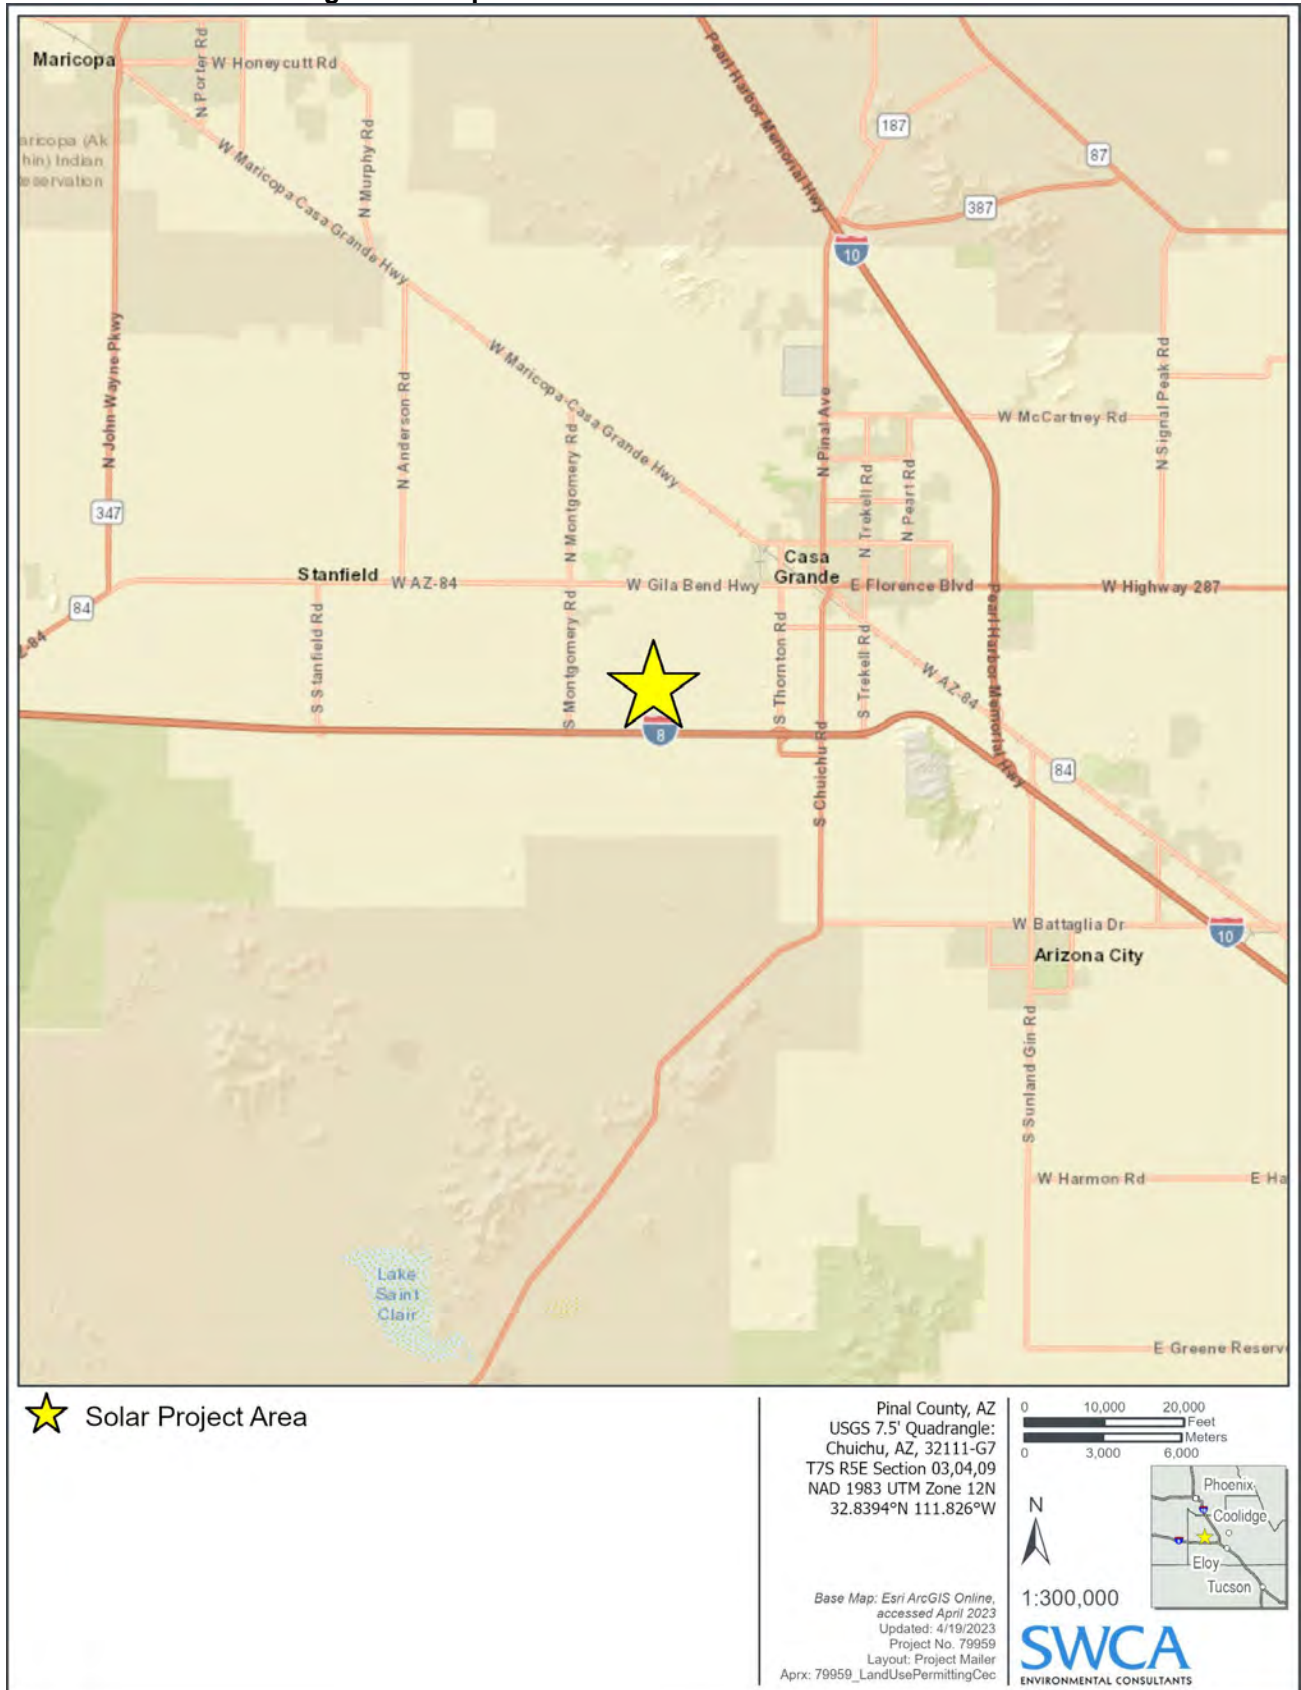 Maricopa
N Porter Rd
W Honeycutt Rd
Pearl Harbor Memorial Hwy
187
87
aricopa (Ak
hin) Indian
eservation
N Murphy Rd
W Maricopa Casa Grande Hwy
387
10
N John Wayne Pkwy
N Anderson Rd
W Maricopa-Casa Grande Hwy
N Montgomery Rd
N Pinal Ave
W McCartney Rd
N Signal Peak Rd
N Trekell Rd
N Peart Rd
347
Stanfield
W AZ-84
W Gila Bend Hwy
Casa
Grande
E Florence Blvd
W Highway 287
84
Z-84
S Stanfield Rd
S Montgomery Rd
S Thornton Rd
S Trekell Rd
W AZ-84
Pearl Harbor Memorial Hwy
8
S Chuichu Rd
84
W Battaglia Dr
10
Arizona City
S Sunland Gin Rd
W Harmon Rd
E Ha
Lake
Saint
Clair
E Greene Reserv
Solar Project Area
Pinal County, AZ
USGS 7.5' Quadrangle:
Chuichu, AZ, 32111-G7
T7S R5E Section 03,04,09
NAD 1983 UTM Zone 12N
32.8394°N 111.826°W
Base Map: Esri ArcGIS Online,
accessed April 2023
Updated: 4/19/2023
Project No. 79959
Layout: Project Mailer
Aprx: 79959_LandUsePermittingCec
0 10,000 20,000
Feet
Meters
0 3,000 6,000
N
1:300,000
Phoenix
Coolidge
Eloy
Tucson
SWCA
ENVIRONMENTAL CONSULTANTS